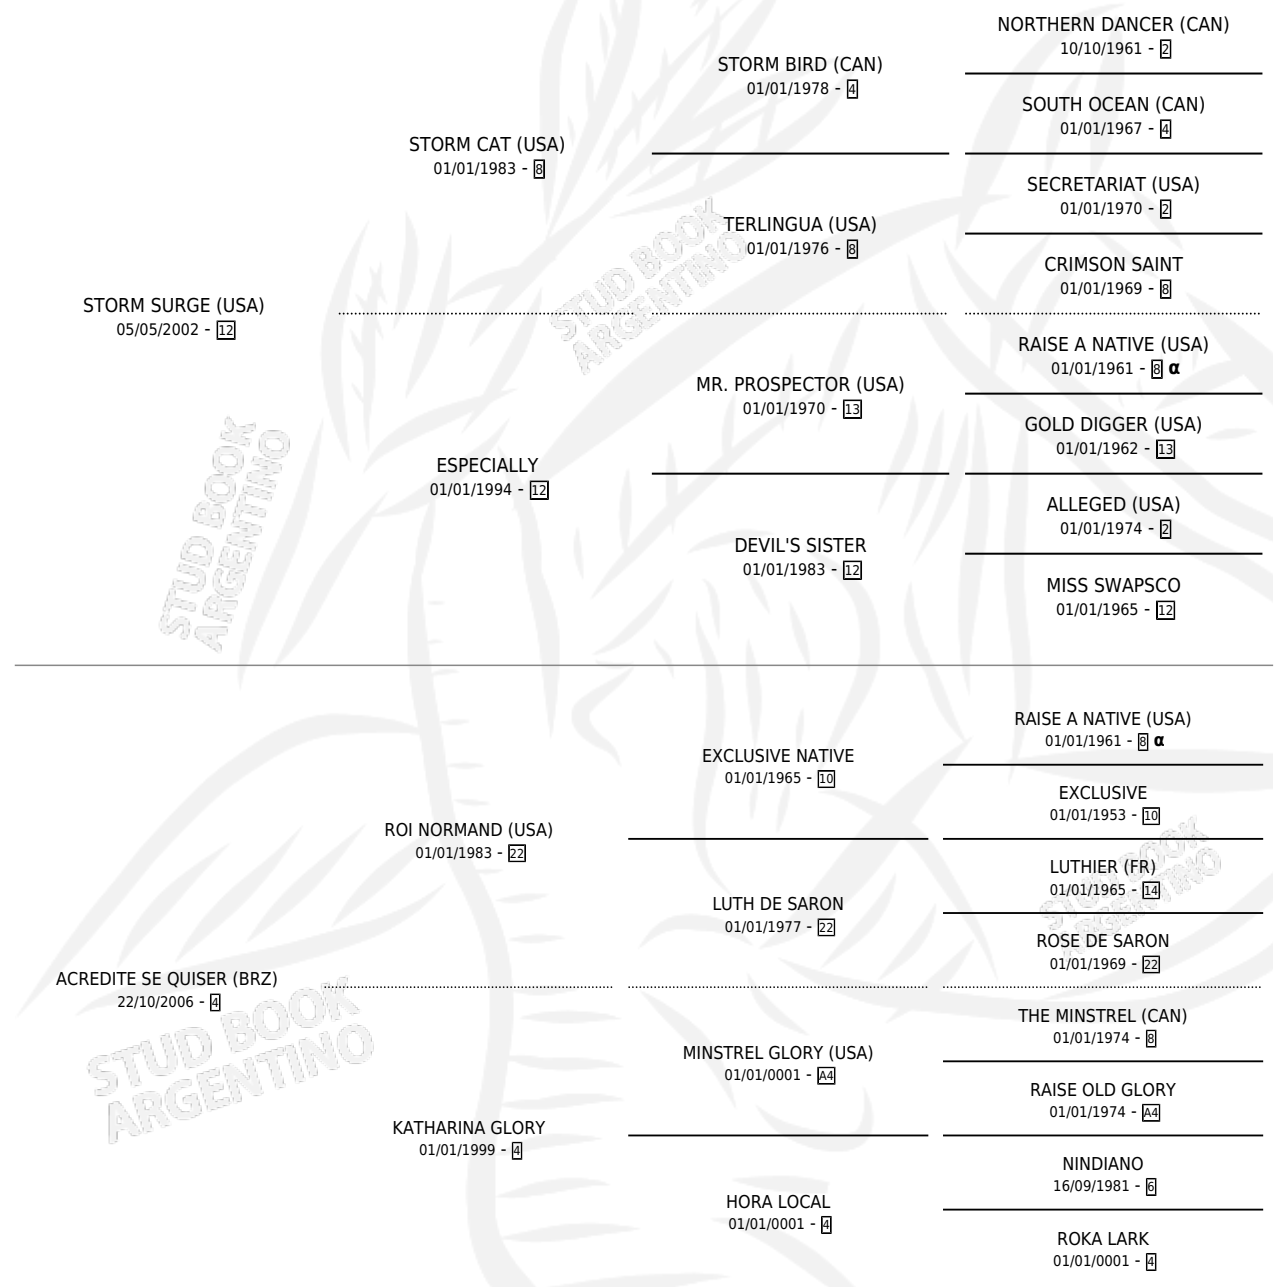 NORTHERN DANCER (CAN)
10/10/1961 - 2
STORM BIRD (CAN)
01/01/1978 - 4
SOUTH OCEAN (CAN)
01/01/1967 - 4
STORM CAT (USA)
01/01/1983 - 8
SECRETARIAT (USA)
01/01/1970 - 2
TERLINGUA (USA)
01/01/1976 - 8
CRIMSON SAINT
01/01/1969 - 8
STORM SURGE (USA)
05/05/2002 - 12
STUD BOOK
ARGENTINO
RAISE A NATIVE (USA)
01/01/1961 - 8 α
MR. PROSPECTOR (USA)
01/01/1970 - 13
GOLD DIGGER (USA)
01/01/1962 - 13
ESPECIALLY
01/01/1994 - 12
ALLEGED (USA)
01/01/1974 - 2
DEVIL'S SISTER
01/01/1983 - 12
MISS SWAPSCO
01/01/1965 - 12
STUD BOOK
ARGENTINO
RAISE A NATIVE (USA)
01/01/1961 - 8 α
EXCLUSIVE NATIVE
01/01/1965 - 10
EXCLUSIVE
01/01/1953 - 10
ROI NORMAND (USA)
01/01/1983 - 22
LUTHIER (FR)
01/01/1965 - 14
LUTH DE SARON
01/01/1977 - 22
ROSE DE SARON
01/01/1969 - 22
STUD BOOK
ARGENTINO
ACREDITE SE QUISER (BRZ)
22/10/2006 - 4
THE MINSTREL (CAN)
01/01/1974 - 8
MINSTREL GLORY (USA)
01/01/0001 - A4
RAISE OLD GLORY
01/01/1974 - A4
KATHARINA GLORY
01/01/1999 - 4
NINDIANO
16/09/1981 - 6
HORA LOCAL
01/01/0001 - 4
ROKA LARK
01/01/0001 - 4
STUD BOOK
ARGENTINO